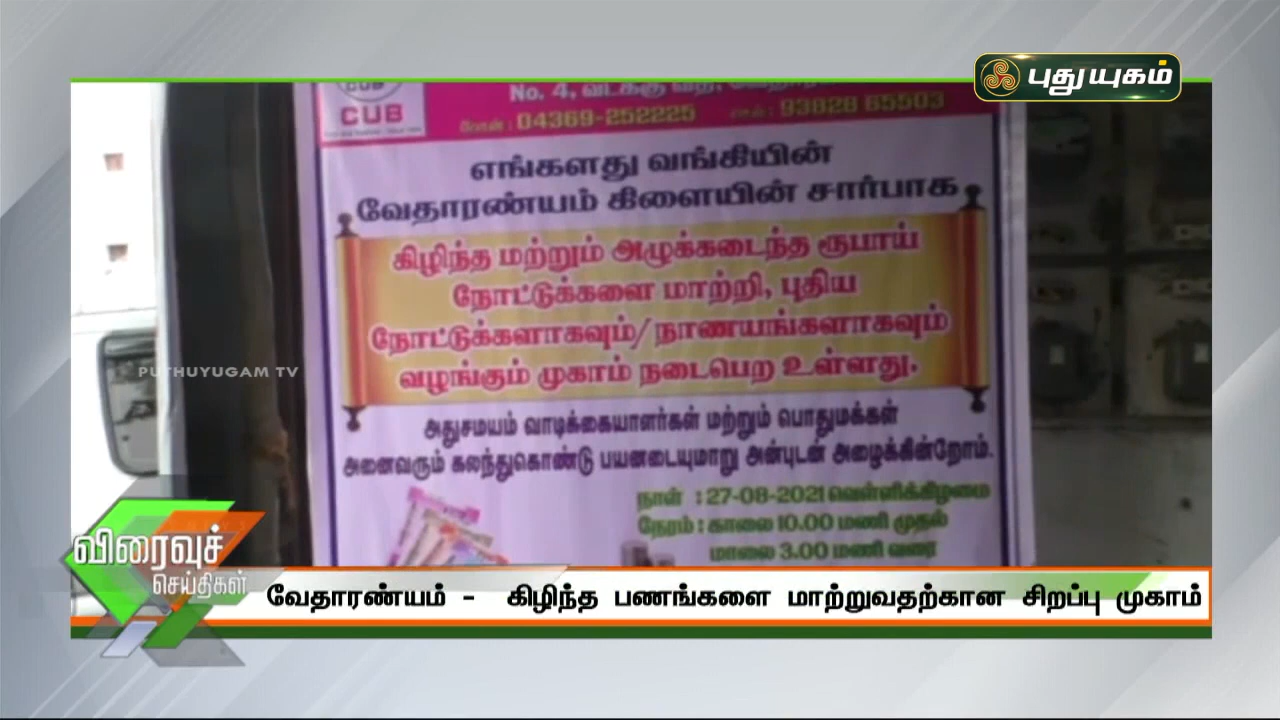 புதுயுகம்
CUB
No. 4, வடக்கு வீதி,
போன் : 04369-252225 செல் : 93828 65503
எங்களது வங்கியின்
வேதாரண்யம் கிளையின் சார்பாக
கிழிந்த மற்றும் அழுக்கடைந்த ரூபாய்
நோட்டுக்களை மாற்றி, புதிய
நோட்டுக்களாகவும்/நாணயங்களாகவும்
வழங்கும் முகாம் நடைபெற உள்ளது.
அதுசமயம் வாடிக்கையாளர்கள் மற்றும் பொதுமக்கள்
அனைவரும் கலந்துகொண்டு பயனடையுமாறு அன்புடன் அழைக்கின்றோம்.
நாள் : 27-08-2021 வெள்ளிக்கிழமை
நேரம் : காலை 10.00 மணி முதல்
மாலை 3.00 மணி வரை
PUTHUYUGAM TV
விரைவுச்
செய்திகள்
வேதாரண்யம் - கிழிந்த பணங்களை மாற்றுவதற்கான சிறப்பு முகாம்